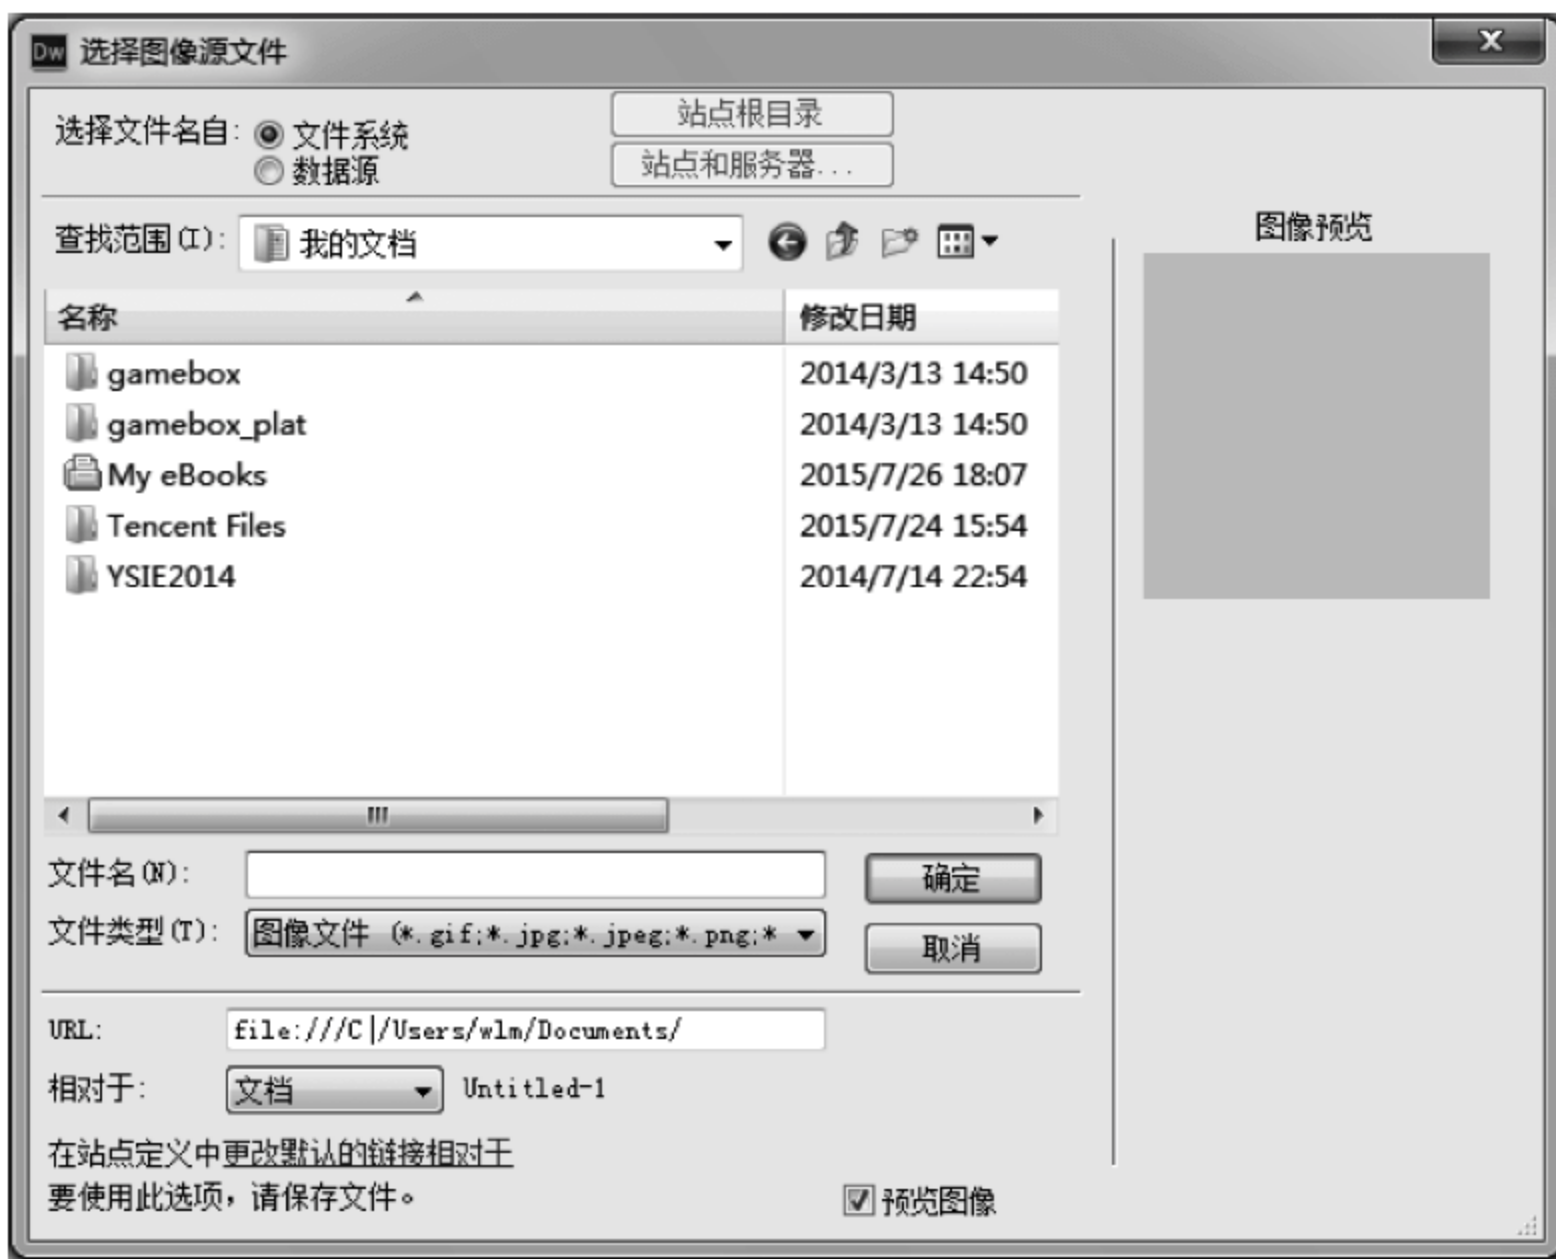 Dw 选择图像源文件
选择文件名自: 文件系统
数据源
站点根目录
站点和服务器...
查找范围(I): 我的文档
图像预览
名称 修改日期
gamebox 2014/3/13 14:50
gamebox_plat 2014/3/13 14:50
My eBooks 2015/7/26 18:07
Tencent Files 2015/7/24 15:54
YSIE2014 2014/7/14 22:54
文件名(N): 确定
文件类型(T): 图像文件 (*.gif;*.jpg;*.jpeg;*.png;* 取消
URL: file:///C|/Users/wlm/Documents/
相对于: 文档 Untitled-1
在站点定义中更改默认的链接相对于
要使用此选项，请保存文件。
预览图像